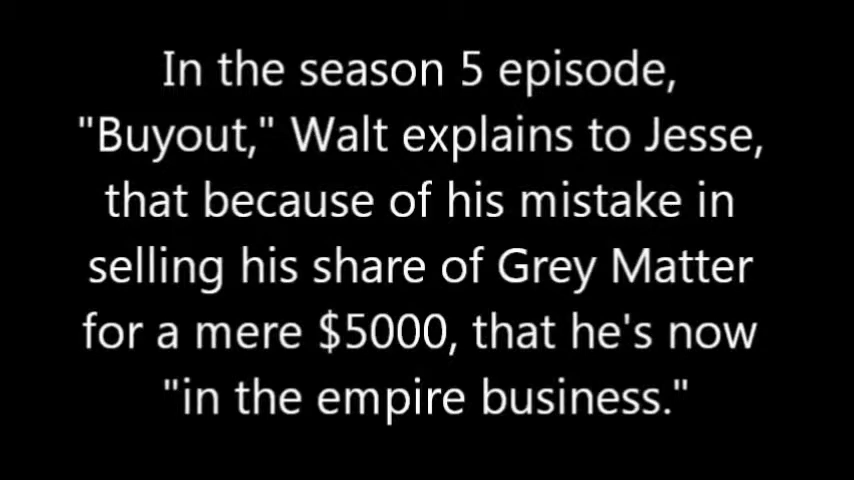 In the season 5 episode,
"Buyout," Walt explains to Jesse,
that because of his mistake in
selling his share of Grey Matter
for a mere $5000, that he's now
"in the empire business."